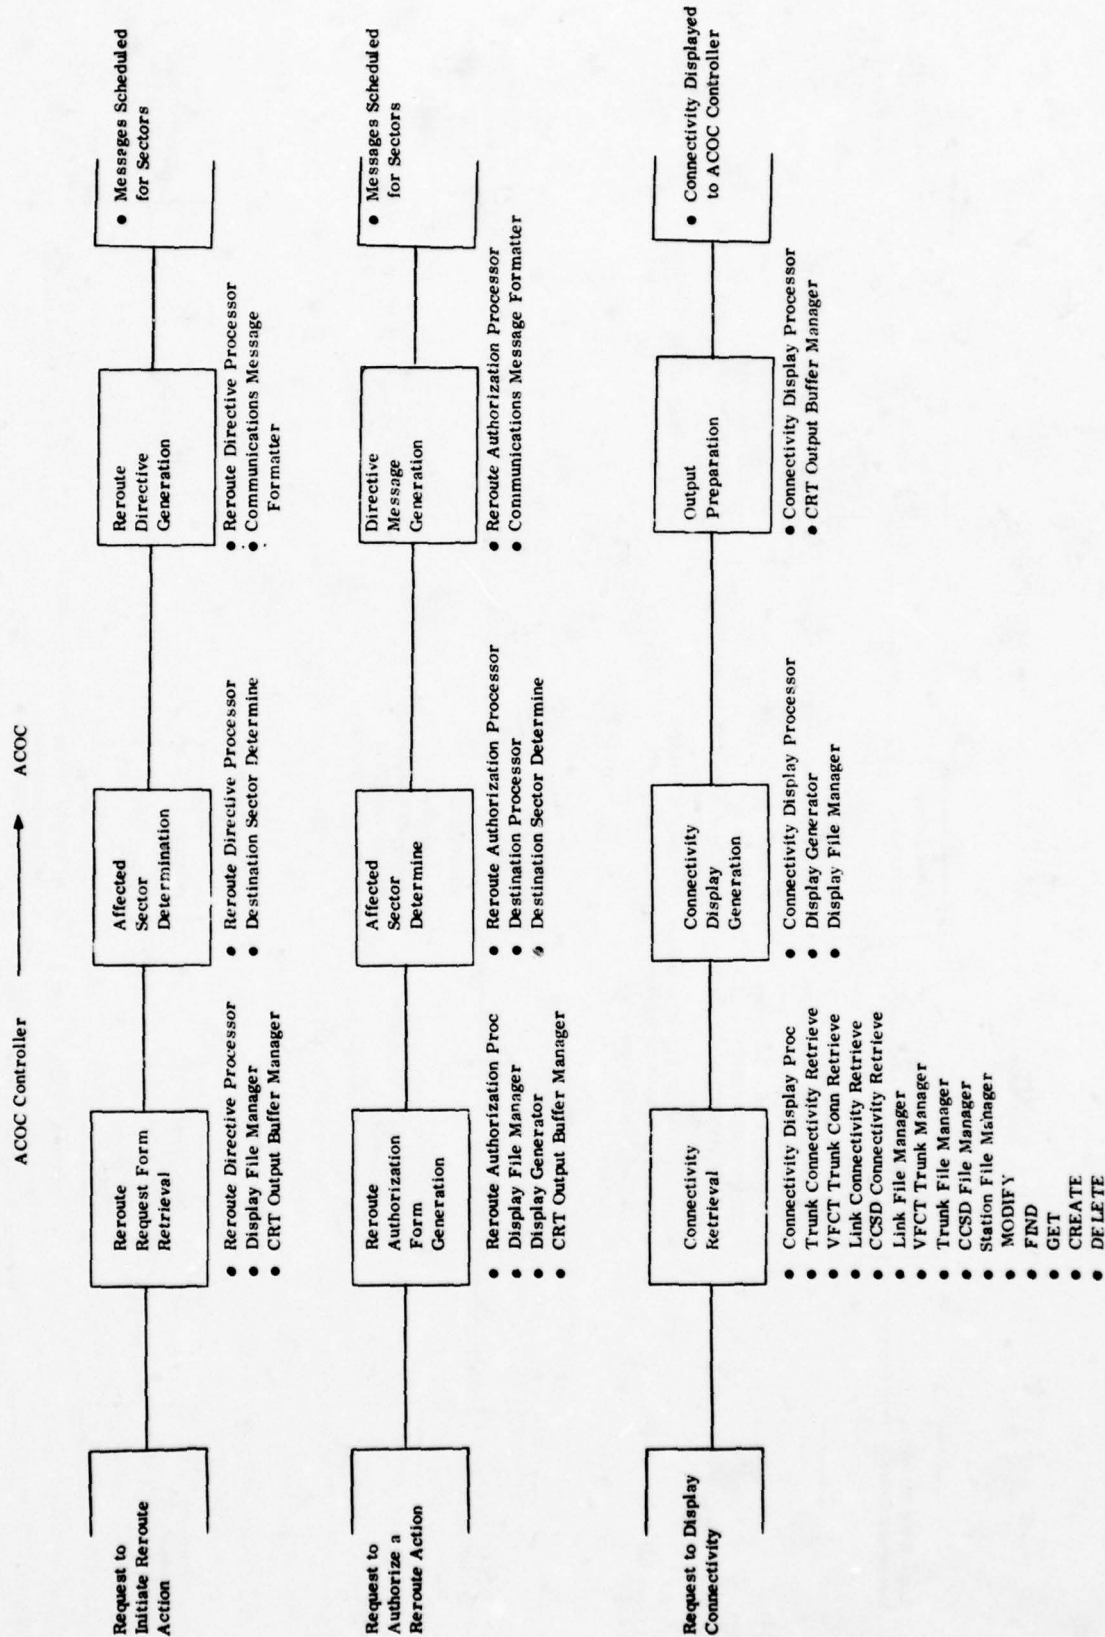 ACOC Controller ACOC
Request to
Initiate Reroute
Action
Reroute
Request Form
Retrieval
• Reroute Directive Processor
• Display File Manager
• CRT Output Buffer Manager
Affected
Sector
Determination
• Reroute Directive Processor
• Destination Sector Determine
Reroute
Directive
Generation
• Reroute Directive Processor
• Communications Message
Formatter
• Messages Scheduled
for Sectors
Request to
Authorize a
Reroute Action
Reroute
Authorization
Form
Generation
• Reroute Authorization Proc
• Display File Manager
• Display Generator
• CRT Output Buffer Manager
Affected
Sector
Determine
• Reroute Authorization Processor
• Destination Processor
• Destination Sector Determine
Directive
Message
Generation
• Reroute Authorization Processor
• Communications Message Formatter
• Messages Scheduled
for Sectors
Request to Display
Connectivity
Connectivity
Retrieval
• Connectivity Display Proc
• Trunk Connectivity Retrieve
• VFCT Trunk Conn Retrieve
• Link Connectivity Retrieve
• CCSD Connectivity Retrieve
• Link File Manager
• VFCT Trunk Manager
• Trunk File Manager
• CCSD File Manager
• Station File Manager
• MODIFY
• FIND
• GET
• CREATE
• DELETE
Connectivity
Display
Generation
• Connectivity Display Processor
• Display Generator
• Display File Manager
Output
Preparation
• Connectivity Display Processor
• CRT Output Buffer Manager
• Connectivity Displayed
to ACOC Controller